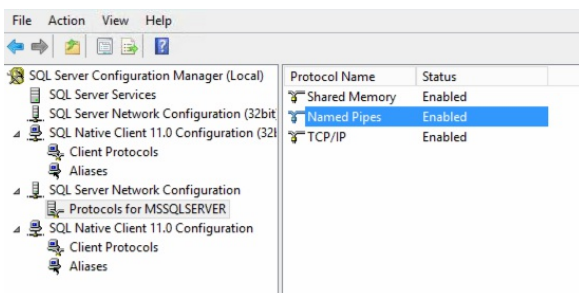 File Action View Help
SQL Server Configuration Manager (Local)
SQL Server Services
SQL Server Network Configuration (32bit
SQL Native Client 11.0 Configuration (32b
Client Protocols
Aliases
SQL Server Network Configuration
Protocols for MSSQLSERVER
SQL Native Client 11.0 Configuration
Client Protocols
Aliases
Protocol Name Status
Shared Memory Enabled
Named Pipes Enabled
TCP/IP Enabled